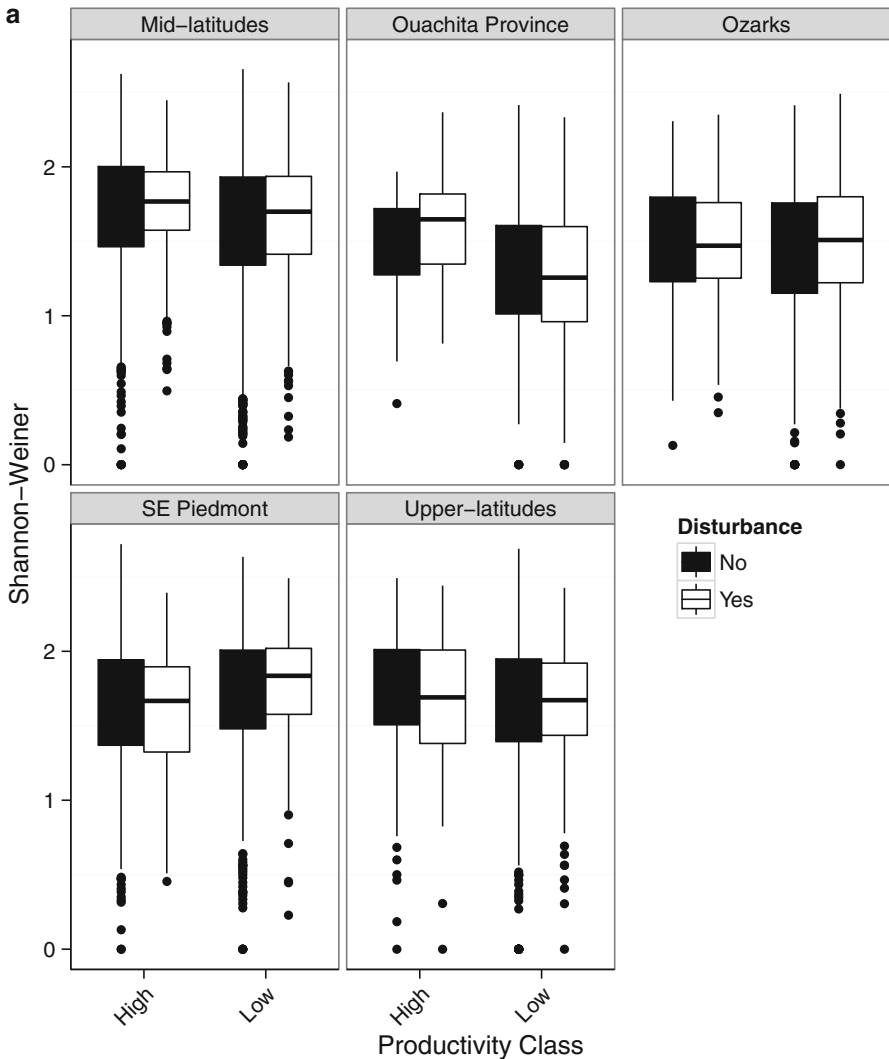 a
Mid–latitudes
Ouachita Province
Ozarks
2
1
0
SE Piedmont
Upper–latitudes
2
1
0
Shannon–Weiner
Disturbance
No
Yes
High
Low
High
Low
Productivity Class